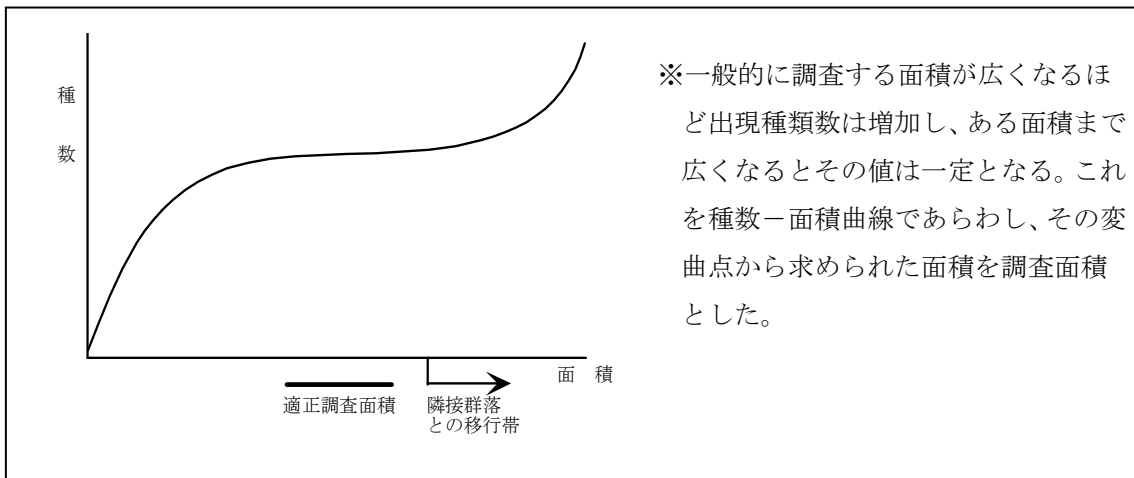 種
数
※一般的に調査する面積が広くなるほ
ど出現種類数は増加し、ある面積まで
広くなるとその値は一定となる。これ
を種数－面積曲線であらわし、その変
曲点から求められた面積を調査面積
とした。
面　積
適正調査面積
隣接群落
との移行帯